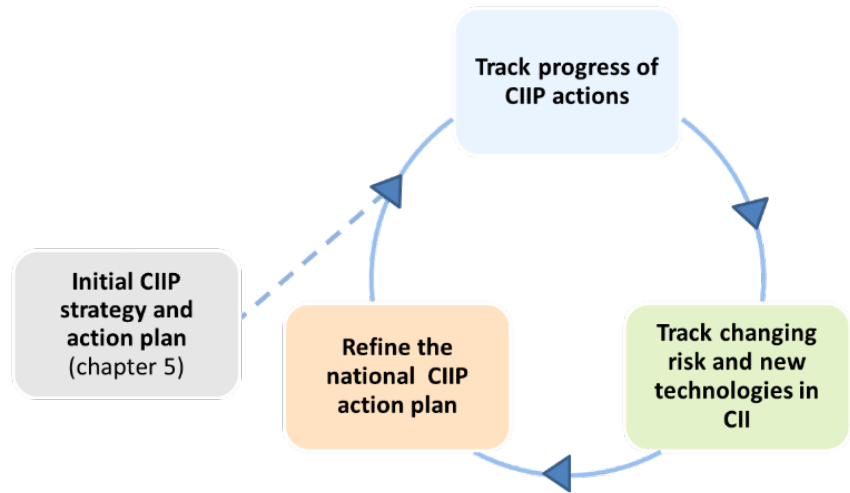 Track progress of
CIIP actions
Initial CIIP
strategy and
action plan
(chapter 5)
Refine the
national CIIP
action plan
Track changing
risk and new
technologies in
CII